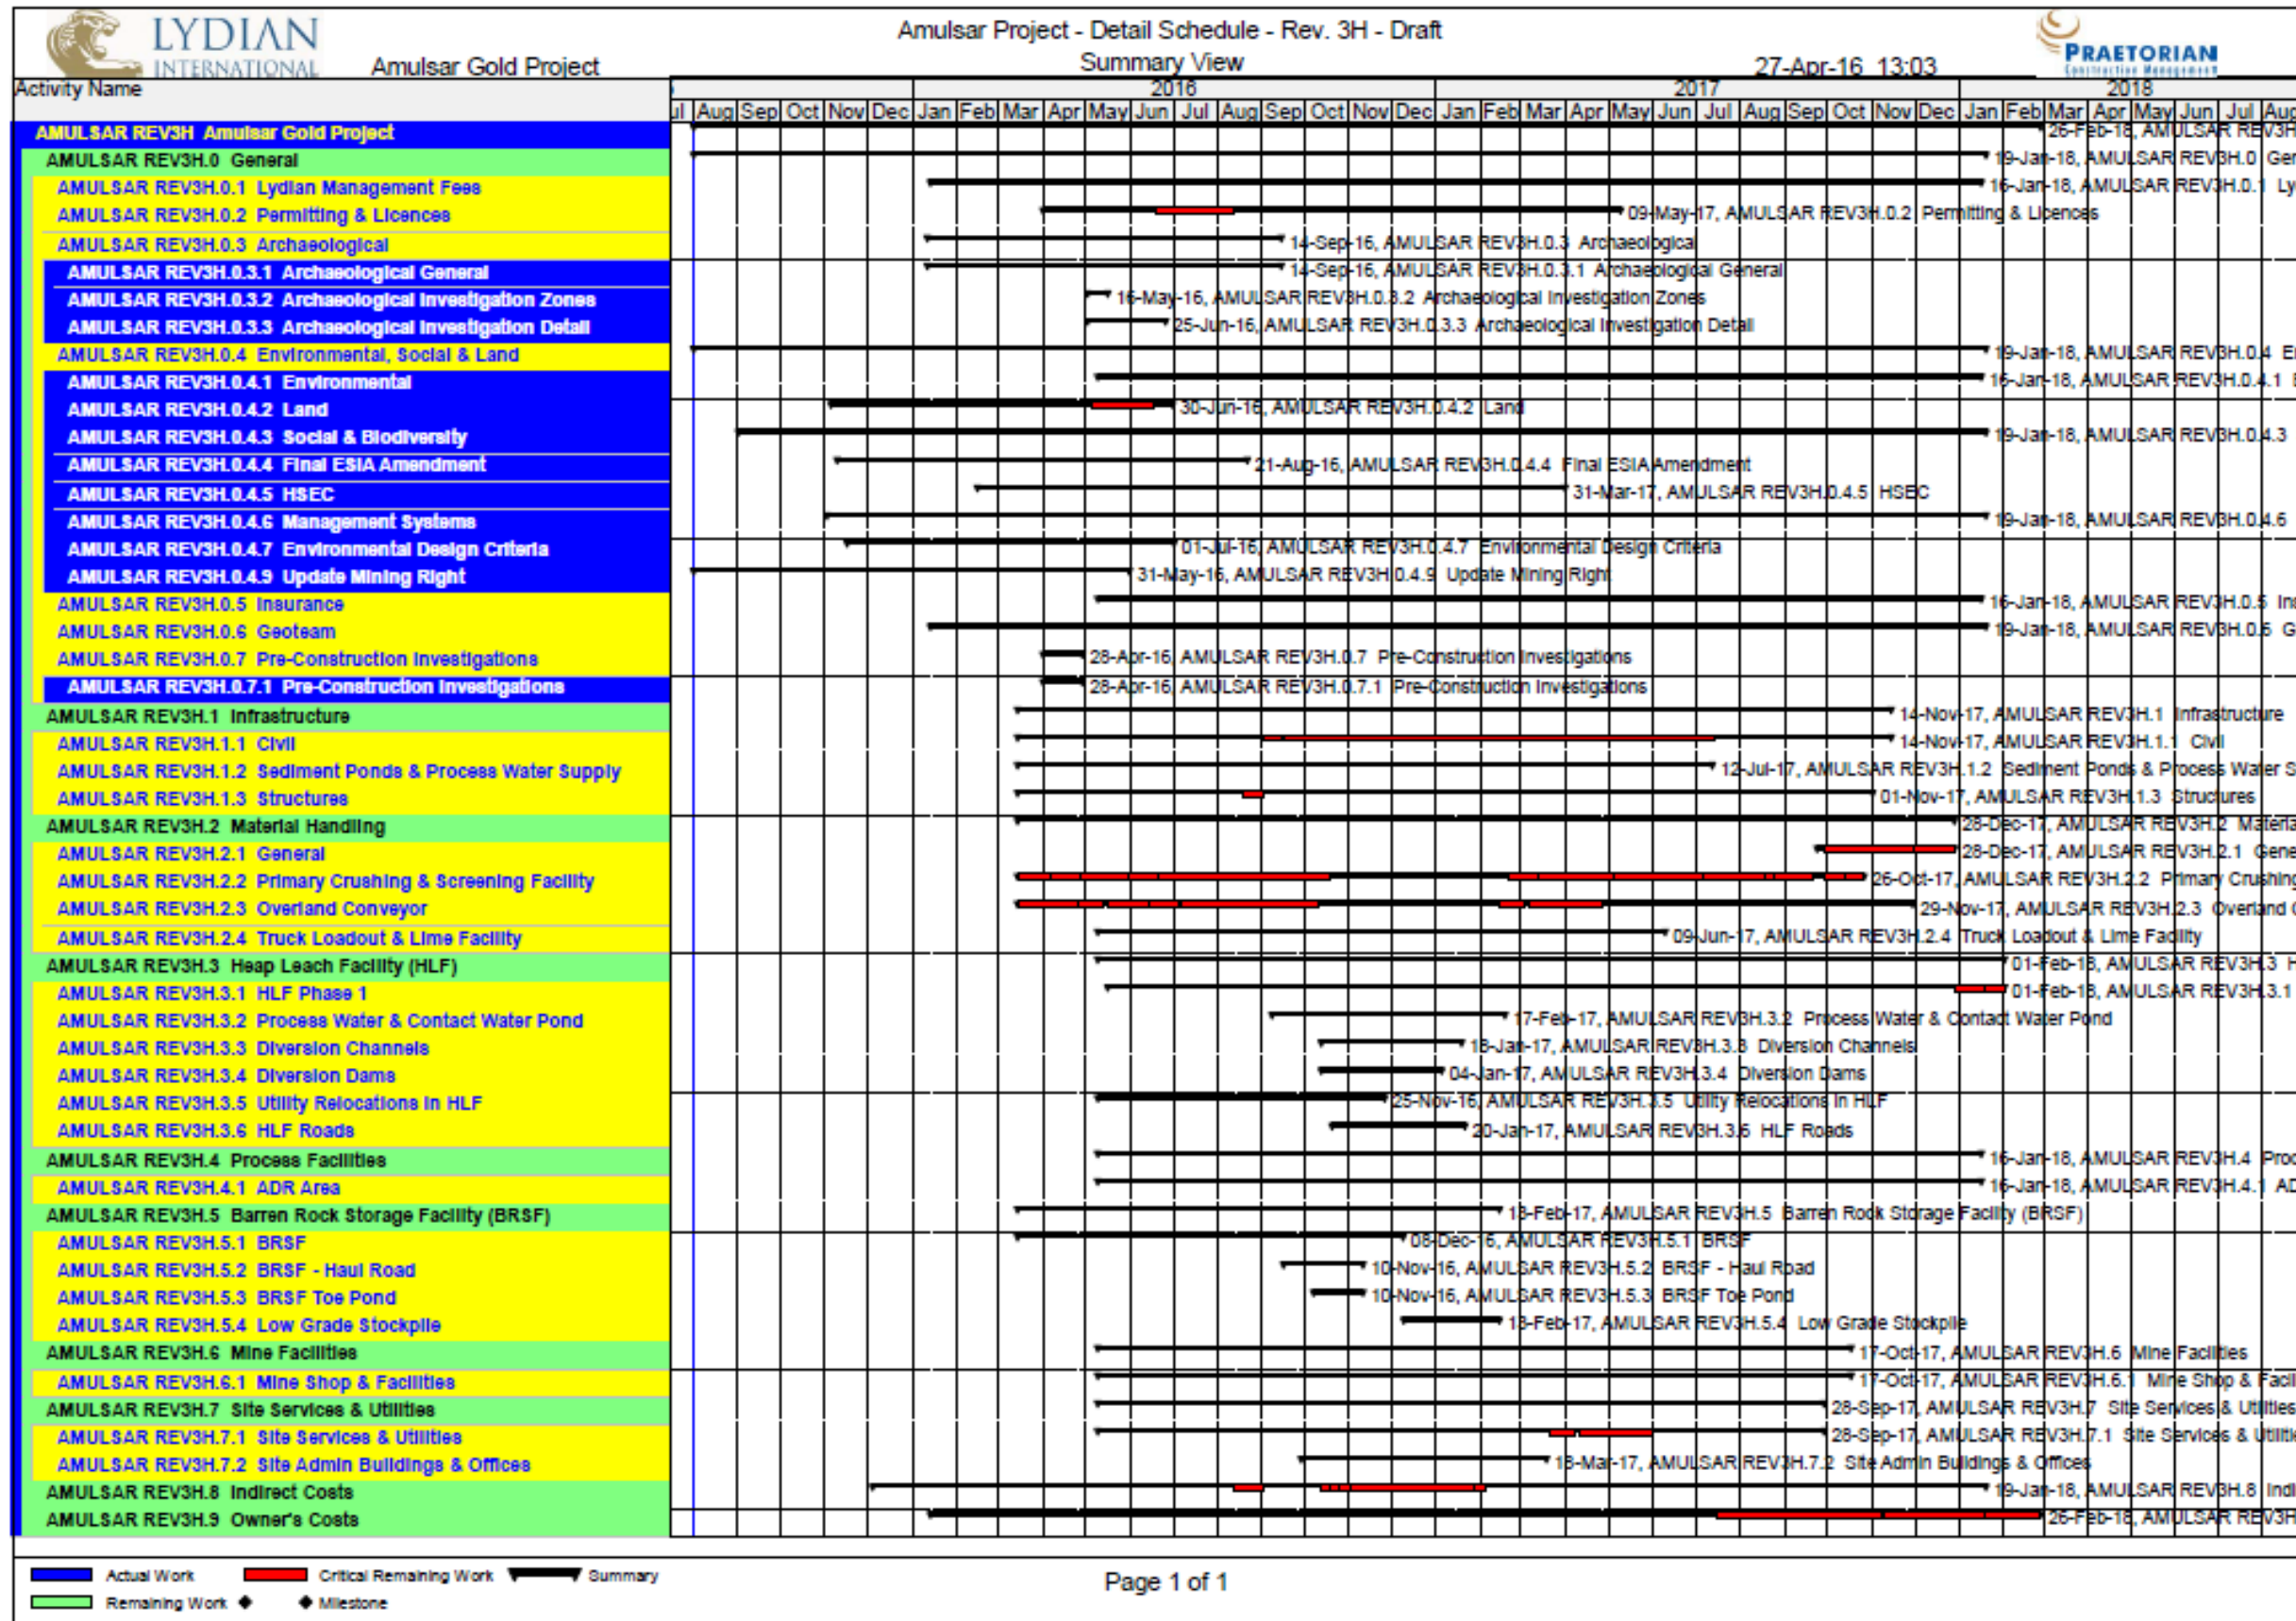 LYDIAN
INTERNATIONAL
Amulsar Gold Project
Amulsar Project - Detail Schedule - Rev. 3H - Draft
Summary View
27-Apr-16 13:03
PRAETORIAN
Construction Management
Activity Name
2016 2017 2018
Aug Sep Oct Nov Dec Jan Feb Mar Apr May Jun Jul Aug Sep Oct Nov Dec Jan Feb Mar Apr May Jun Jul Aug Sep Oct Nov Dec Jan Feb Mar Apr May Jun Jul Aug
AMULSAR REV3H Amulsar Gold Project 26-Feb-18, AMULSAR REV3H
AMULSAR REV3H.0 General 19-Jan-18, AMULSAR REV3H.0 Ger
AMULSAR REV3H.0.1 Lydian Management Fees 16-Jan-18, AMULSAR REV3H.0.1 Ly
AMULSAR REV3H.0.2 Permitting & Licences 09-May-17, AMULSAR REV3H.0.2 Permitting & Licences
AMULSAR REV3H.0.3 Archaeological 14-Sep-16, AMULSAR REV3H.0.3 Archaeological
AMULSAR REV3H.0.3.1 Archaeological General 14-Sep-16, AMULSAR REV3H.0.3.1 Archaeological General
AMULSAR REV3H.0.3.2 Archaeological Investigation Zones 16-May-16, AMULSAR REV3H.0.3.2 Archaeological Investigation Zones
AMULSAR REV3H.0.3.3 Archaeological Investigation Detail 25-Jun-16, AMULSAR REV3H.0.3.3 Archaeological Investigation Detail
AMULSAR REV3H.0.4 Environmental, Social & Land 19-Jan-18, AMULSAR REV3H.0.4
AMULSAR REV3H.0.4.1 Environmental 16-Jan-18, AMULSAR REV3H.0.4.1
AMULSAR REV3H.0.4.2 Land 30-Jun-16, AMULSAR REV3H.0.4.2 Land
AMULSAR REV3H.0.4.3 Social & Biodiversity 19-Jan-18, AMULSAR REV3H.0.4.3
AMULSAR REV3H.0.4.4 Final ESIA Amendment 21-Aug-16, AMULSAR REV3H.0.4.4 Final ESIA Amendment
AMULSAR REV3H.0.4.5 HSEC 31-Mar-17, AMULSAR REV3H.0.4.5 HSEC
AMULSAR REV3H.0.4.6 Management Systems 19-Jan-18, AMULSAR REV3H.0.4.6
AMULSAR REV3H.0.4.7 Environmental Design Criteria 01-Jul-16, AMULSAR REV3H.0.4.7 Environmental Design Criteria
AMULSAR REV3H.0.4.9 Update Mining Right 31-May-16, AMULSAR REV3H.0.4.9 Update Mining Right
AMULSAR REV3H.0.5 Insurance 16-Jan-18, AMULSAR REV3H.0.5 Ins
AMULSAR REV3H.0.6 Geoteam 19-Jan-18, AMULSAR REV3H.0.6 G
AMULSAR REV3H.0.7 Pre-Construction Investigations 28-Apr-16, AMULSAR REV3H.0.7 Pre-Construction Investigations
AMULSAR REV3H.0.7.1 Pre-Construction Investigations 28-Apr-16, AMULSAR REV3H.0.7.1 Pre-Construction Investigations
AMULSAR REV3H.1 Infrastructure 14-Nov-17, AMULSAR REV3H.1 Infrastructure
AMULSAR REV3H.1.1 Civil 14-Nov-17, AMULSAR REV3H.1.1 Civil
AMULSAR REV3H.1.2 Sediment Ponds & Process Water Supply 12-Jul-17, AMULSAR REV3H.1.2 Sediment Ponds & Process Water S
AMULSAR REV3H.1.3 Structures 01-Nov-17, AMULSAR REV3H.1.3 Structures
AMULSAR REV3H.2 Material Handling 28-Dec-17, AMULSAR REV3H.2 Materia
AMULSAR REV3H.2.1 General 28-Dec-17, AMULSAR REV3H.2.1 Gene
AMULSAR REV3H.2.2 Primary Crushing & Screening Facility 26-Oct-17, AMULSAR REV3H.2.2 Primary Crushing
AMULSAR REV3H.2.3 Overland Conveyor 29-Nov-17, AMULSAR REV3H.2.3 Overland C
AMULSAR REV3H.2.4 Truck Loadout & Lime Facility 09-Jun-17, AMULSAR REV3H.2.4 Truck Loadout & Lime Facility
AMULSAR REV3H.3 Heap Leach Facility (HLF) 01-Feb-18, AMULSAR REV3H.3 H
AMULSAR REV3H.3.1 HLF Phase 1 01-Feb-18, AMULSAR REV3H.3.1
AMULSAR REV3H.3.2 Process Water & Contact Water Pond 17-Feb-17, AMULSAR REV3H.3.2 Process Water & Contact Water Pond
AMULSAR REV3H.3.3 Diversion Channels 18-Jan-17, AMULSAR REV3H.3.3 Diversion Channels
AMULSAR REV3H.3.4 Diversion Dams 04-Jan-17, AMULSAR REV3H.3.4 Diversion Dams
AMULSAR REV3H.3.5 Utility Relocations in HLF 25-Nov-16, AMULSAR REV3H.3.5 Utility Relocations in HLF
AMULSAR REV3H.3.6 HLF Roads 20-Jan-17, AMULSAR REV3H.3.6 HLF Roads
AMULSAR REV3H.4 Process Facilities 16-Jan-18, AMULSAR REV3H.4 Proc
AMULSAR REV3H.4.1 ADR Area 16-Jan-18, AMULSAR REV3H.4.1 AD
AMULSAR REV3H.5 Barren Rock Storage Facility (BRSF) 13-Feb-17, AMULSAR REV3H.5 Barren Rock Storage Facility (BRSF)
AMULSAR REV3H.5.1 BRSF 08-Dec-16, AMULSAR REV3H.5.1 BRSF
AMULSAR REV3H.5.2 BRSF - Haul Road 10-Nov-16, AMULSAR REV3H.5.2 BRSF - Haul Road
AMULSAR REV3H.5.3 BRSF Toe Pond 10-Nov-16, AMULSAR REV3H.5.3 BRSF Toe Pond
AMULSAR REV3H.5.4 Low Grade Stockpile 13-Feb-17, AMULSAR REV3H.5.4 Low Grade Stockpile
AMULSAR REV3H.6 Mine Facilities 17-Oct-17, AMULSAR REV3H.6 Mine Facilities
AMULSAR REV3H.6.1 Mine Shop & Facilities 17-Oct-17, AMULSAR REV3H.6.1 Mine Shop & Facil
AMULSAR REV3H.7 Site Services & Utilities 28-Sep-17, AMULSAR REV3H.7 Site Services & Utilities
AMULSAR REV3H.7.1 Site Services & Utilities 28-Sep-17, AMULSAR REV3H.7.1 Site Services & Utiliti
AMULSAR REV3H.7.2 Site Admin Buildings & Offices 18-Mar-17, AMULSAR REV3H.7.2 Site Admin Buildings & Offices
AMULSAR REV3H.8 Indirect Costs 19-Jan-18, AMULSAR REV3H.8 Indi
AMULSAR REV3H.9 Owner's Costs 26-Feb-18, AMULSAR REV3H
Actual Work Critical Remaining Work Summary
Remaining Work Milestone
Page 1 of 1